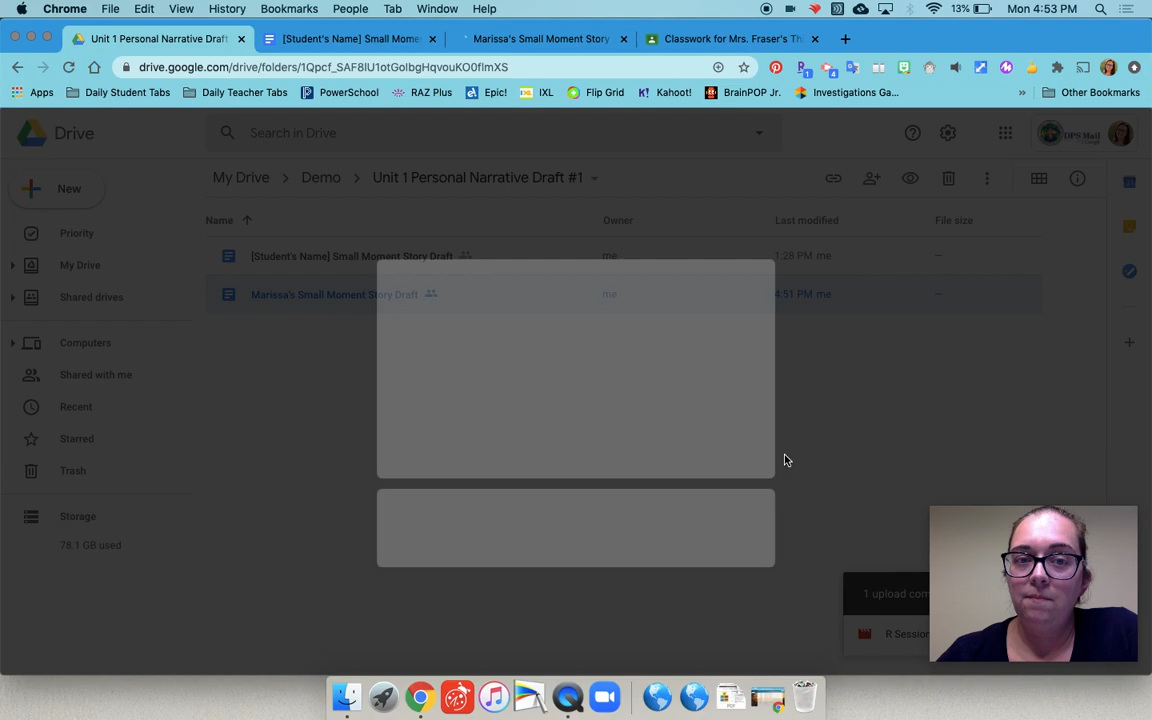 Chrome File Edit View History Bookmarks People Tab Window Help 13% Mon 4:53 PM
Unit 1 Personal Narrative Draft [Student's Name] Small Mome Marissa's Small Moment Story Classwork for Mrs. Fraser's Th
drive.google.com/drive/folders/1Qpcf_SAF8IU1otGolbgHqvouKO0flmXS
Apps Daily Student Tabs Daily Teacher Tabs PowerSchool RAZ Plus Epic! IXL Flip Grid Kahoot! BrainPOP Jr. Investigations Ga... » Other Bookmarks
Drive Search in Drive DPS Mail
New My Drive Demo Unit 1 Personal Narrative Draft #1
Name Owner Last modified File size
Priority
[Student's Name] Small Moment Story Draft me 1:28 PM me –
My Drive
Marissa's Small Moment Story Draft me 4:51 PM me –
Shared drives
Computers
Shared with me
Recent
Starred
Trash
Storage
78.1 GB used
1 upload com
R Session